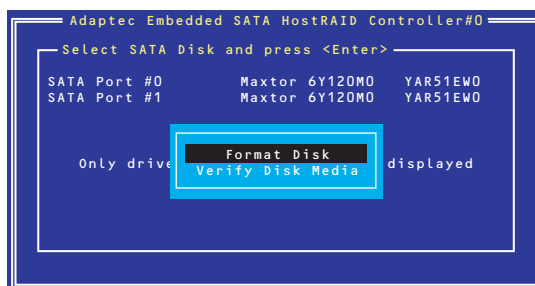 Adaptec Embedded SATA HostRAID Controller#0
Select SATA Disk and press <Enter>
SATA Port #0 Maxtor 6Y120M0 YAR51EW0
SATA Port #1 Maxtor 6Y120M0 YAR51EW0
Format Disk
Only drive displayed
Verify Disk Media